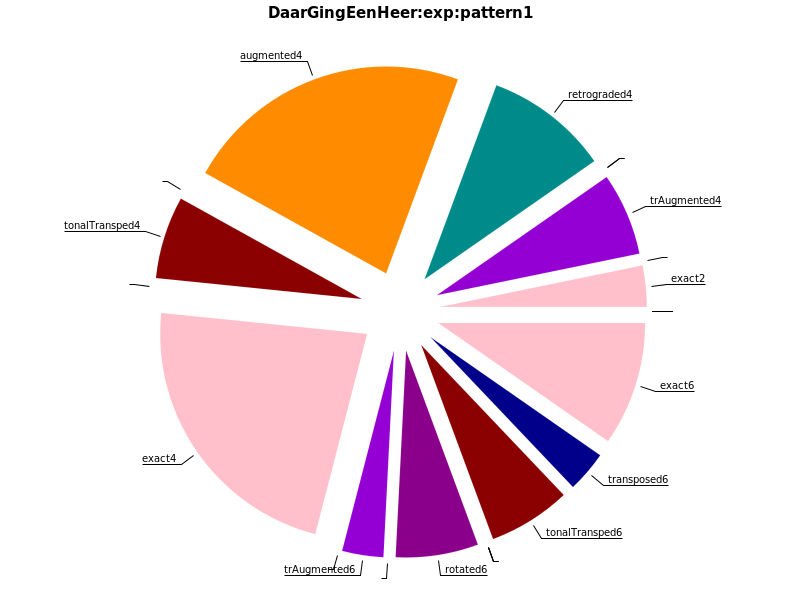 DaarGingEenHeer:exp:pattern1
augmented4
retrograded4
trAugmented4
tonalTransped4
exact2
exact6
exact4
transposed6
tonalTransped6
trAugmented6
rotated6